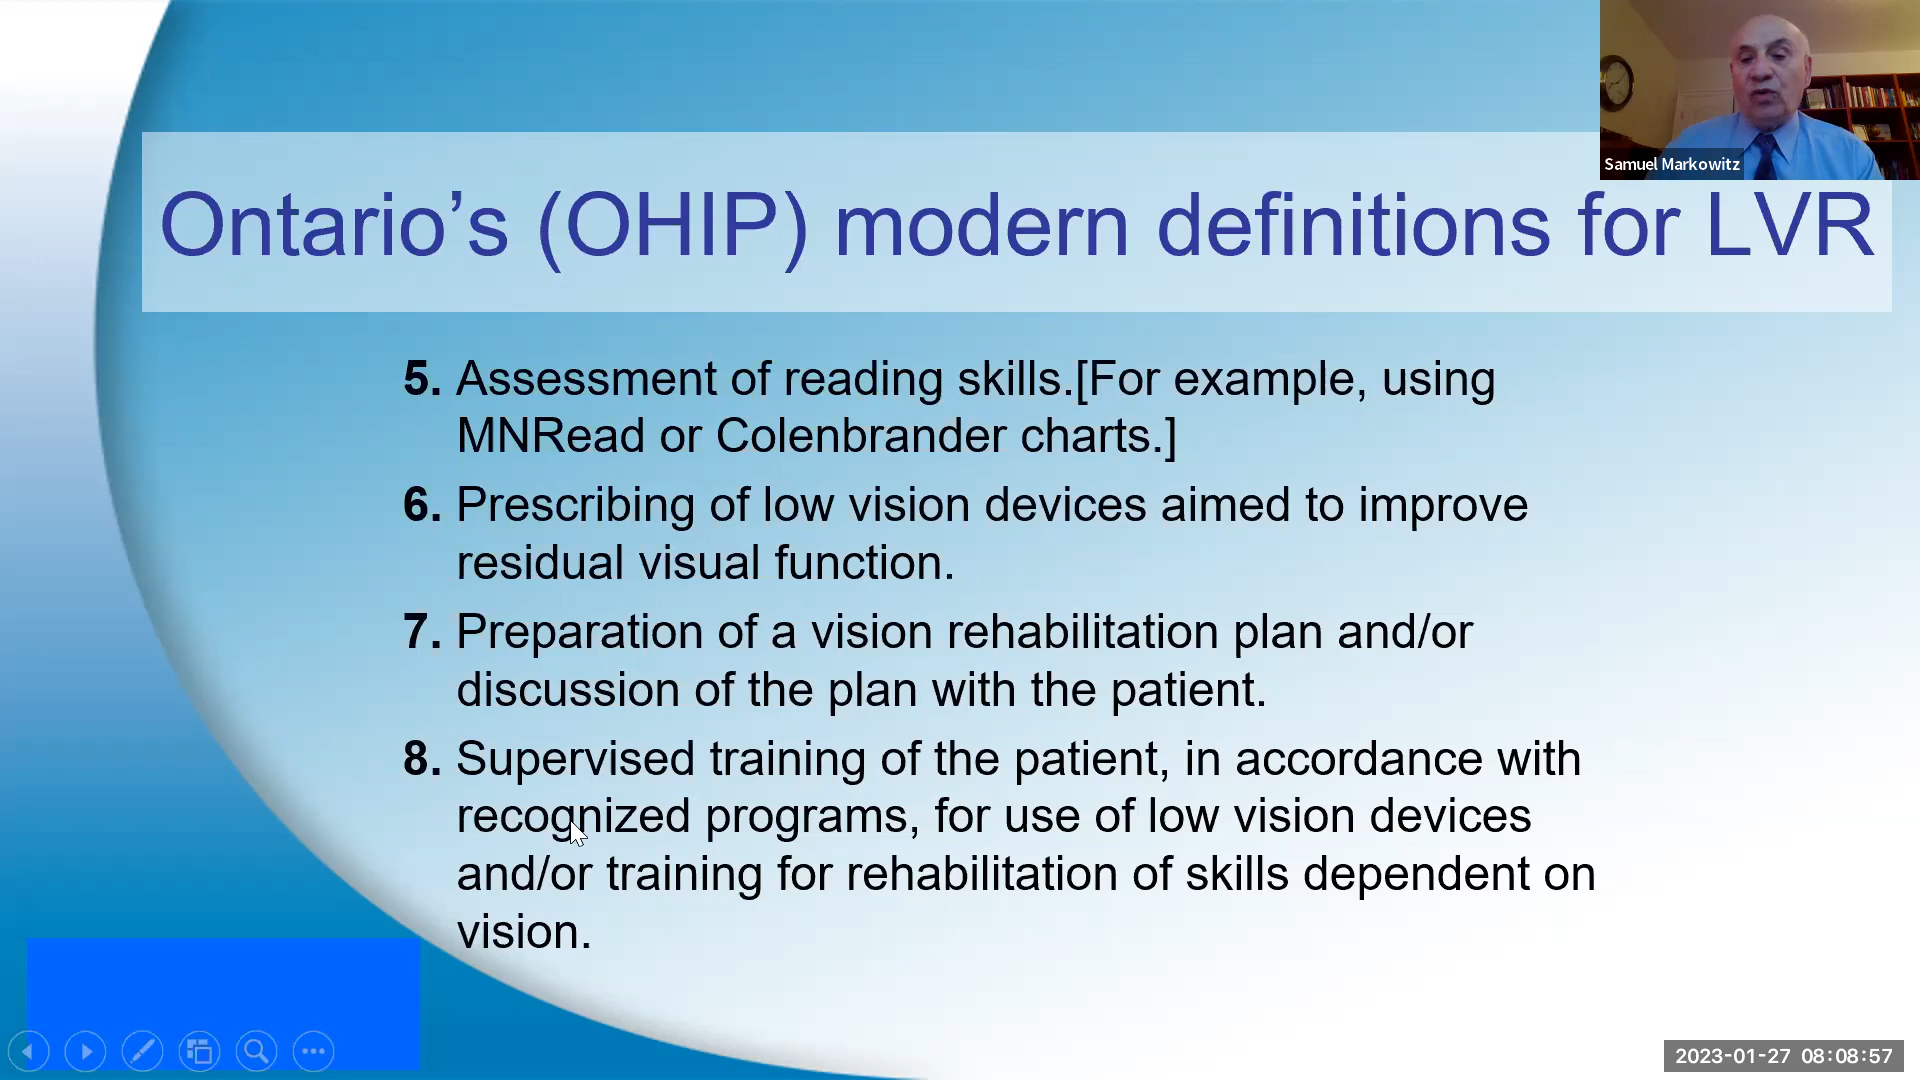 Samuel Markowitz
Ontario’s (OHIP) modern definitions for LVR
5. Assessment of reading skills.[For example, using
MNRead or Colenbrander charts.]
6. Prescribing of low vision devices aimed to improve
residual visual function.
7. Preparation of a vision rehabilitation plan and/or
discussion of the plan with the patient.
8. Supervised training of the patient, in accordance with
recognized programs, for use of low vision devices
and/or training for rehabilitation of skills dependent on
vision.
2023-01-27 08:08:57